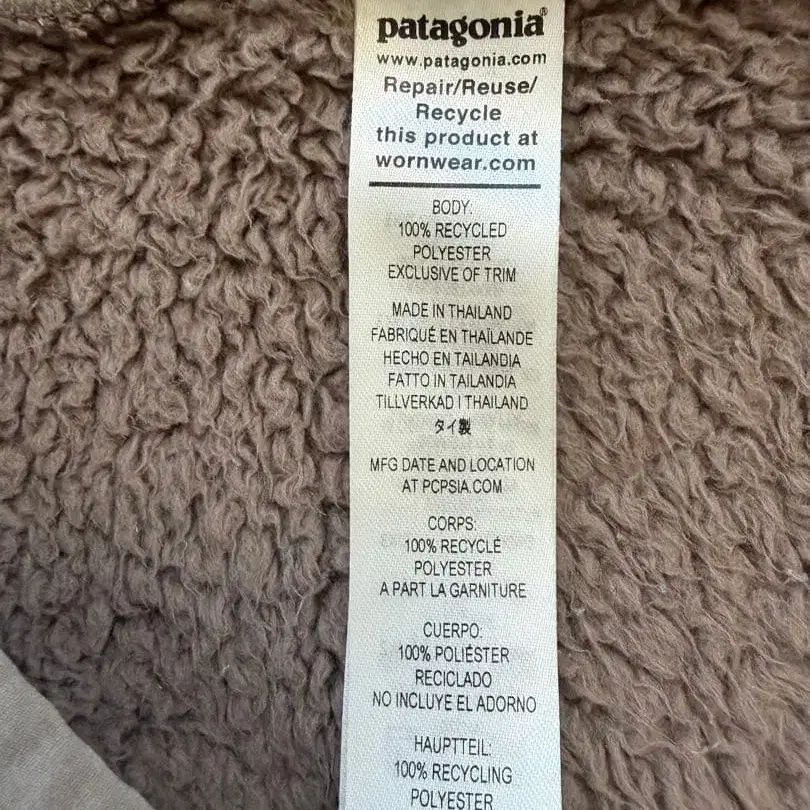 patagonia®
www.patagonia.com
Repair/Reuse/
Recycle
this product at
wornwear.com
BODY:
100% RECYCLED
POLYESTER
EXCLUSIVE OF TRIM
MADE IN THAILAND
FABRIQUÉ EN THAÏLANDE
HECHO EN TAILANDIA
FATTO IN TAILANDIA
TILLVERKAD I THAILAND
タイ製
MFG DATE AND LOCATION
AT PCPSIA.COM
CORPS:
100% RECYCLÉ
POLYESTER
A PART LA GARNITURE
CUERPO:
100% POLIÉSTER
RECICLADO
NO INCLUYE EL ADORNO
HAUPTTEIL:
100% RECYCLING
POLYESTER